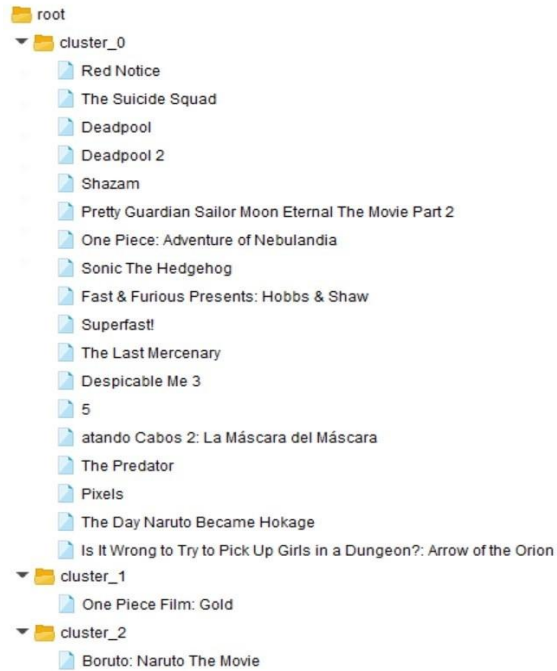 root
cluster_0
Red Notice
The Suicide Squad
Deadpool
Deadpool 2
Shazam
Pretty Guardian Sailor Moon Eternal The Movie Part 2
One Piece: Adventure of Nebulandia
Sonic The Hedgehog
Fast & Furious Presents: Hobbs & Shaw
Superfast!
The Last Mercenary
Despicable Me 3
5
atando Cabos 2: La Máscara del Máscara
The Predator
Pixels
The Day Naruto Became Hokage
Is It Wrong to Try to Pick Up Girls in a Dungeon?: Arrow of the Orion
cluster_1
One Piece Film: Gold
cluster_2
Boruto: Naruto The Movie